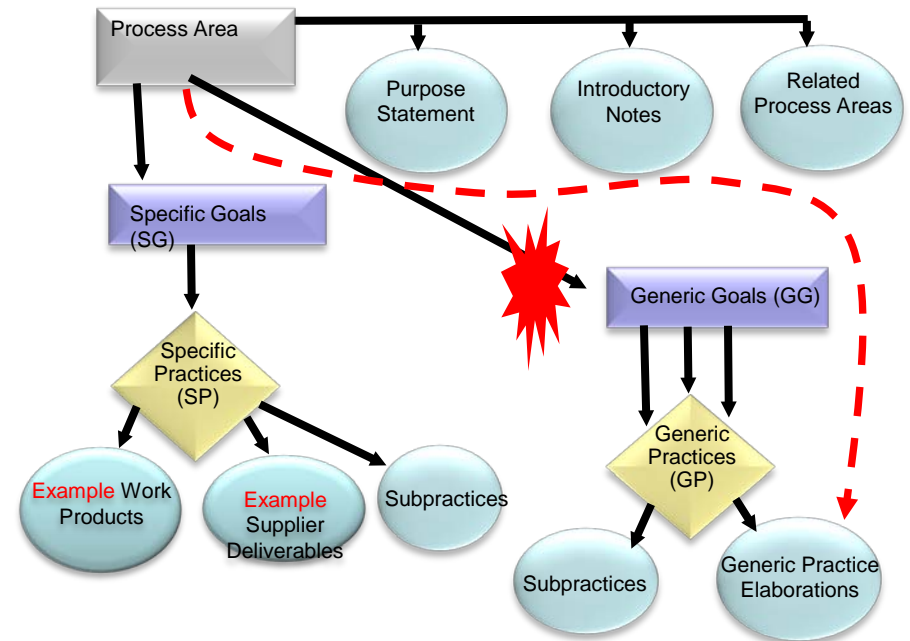 Process Area
Purpose
Statement
Introductory
Notes
Related
Process Areas
Specific Goals
(SG)
Generic Goals (GG)
Specific
Practices
(SP)
Generic
Practices
(GP)
Example Work
Products
Example
Supplier
Deliverables
Subpractices
Subpractices
Generic Practice
Elaborations